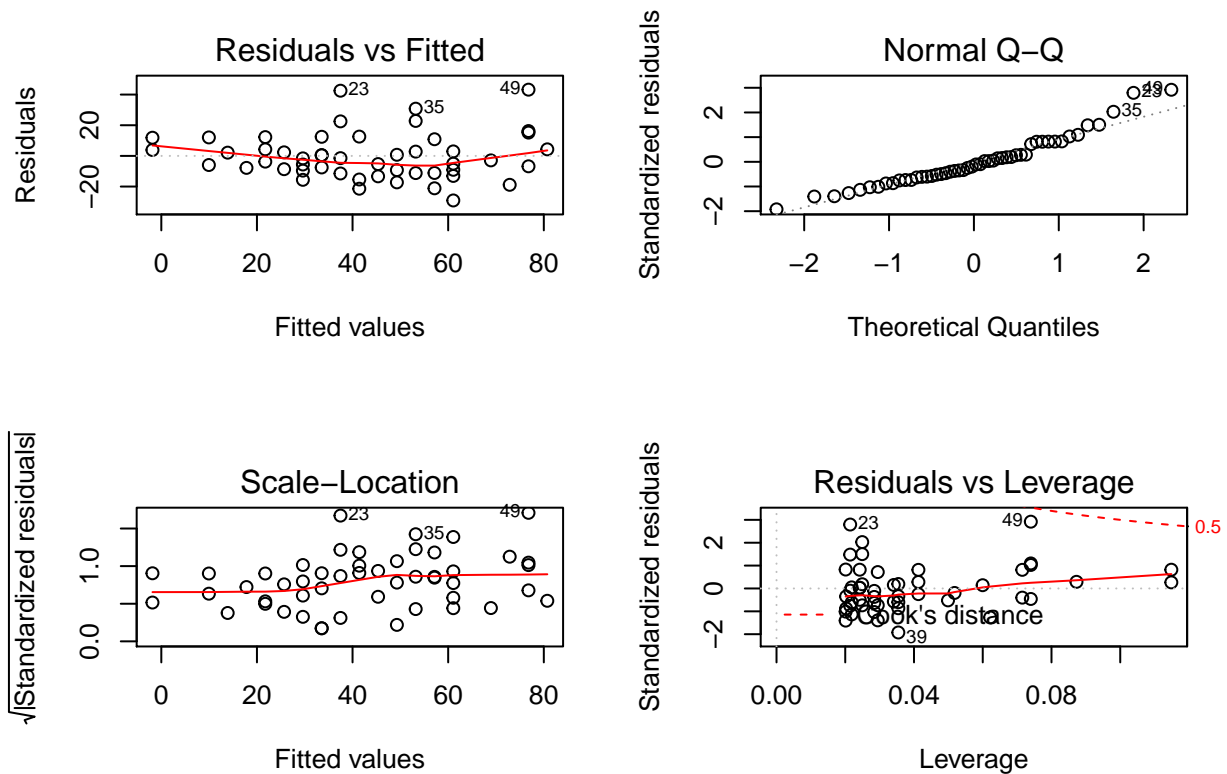 Residuals vs Fitted
Residuals
20
−20
23
35
49
0 20 40 60 80
Fitted values
Normal Q−Q
Standardized residuals
2
0
−2
49
23
35
−2 −1 0 1 2
Theoretical Quantiles
Scale−Location
√|Standardized residuals|
1.0
0.0
23
35
49
0 20 40 60 80
Fitted values
Residuals vs Leverage
Standardized residuals
2
0
−2
23
49
0.5
Cook's distance
39
0.00 0.04 0.08
Leverage